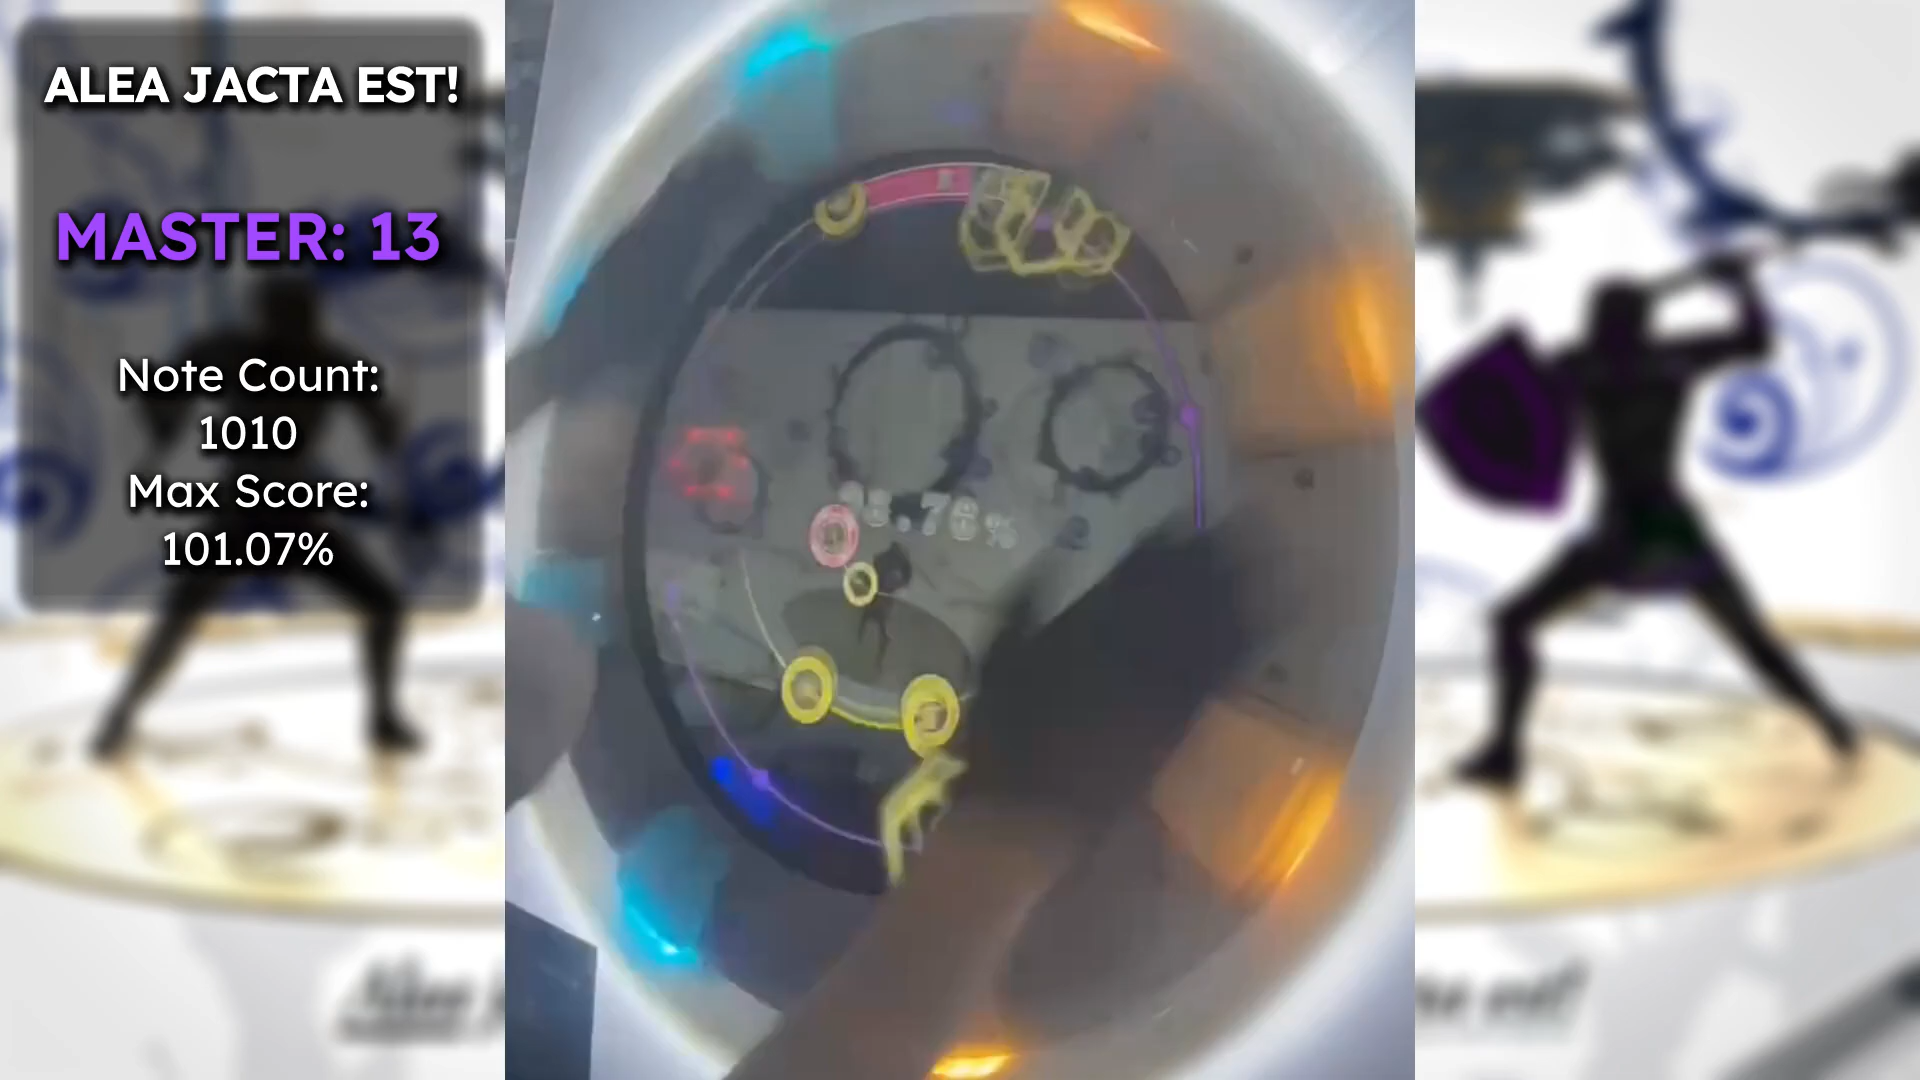 ALEA JACTA EST!
MASTER: 13
Note Count:
1010
Max Score:
101.07%